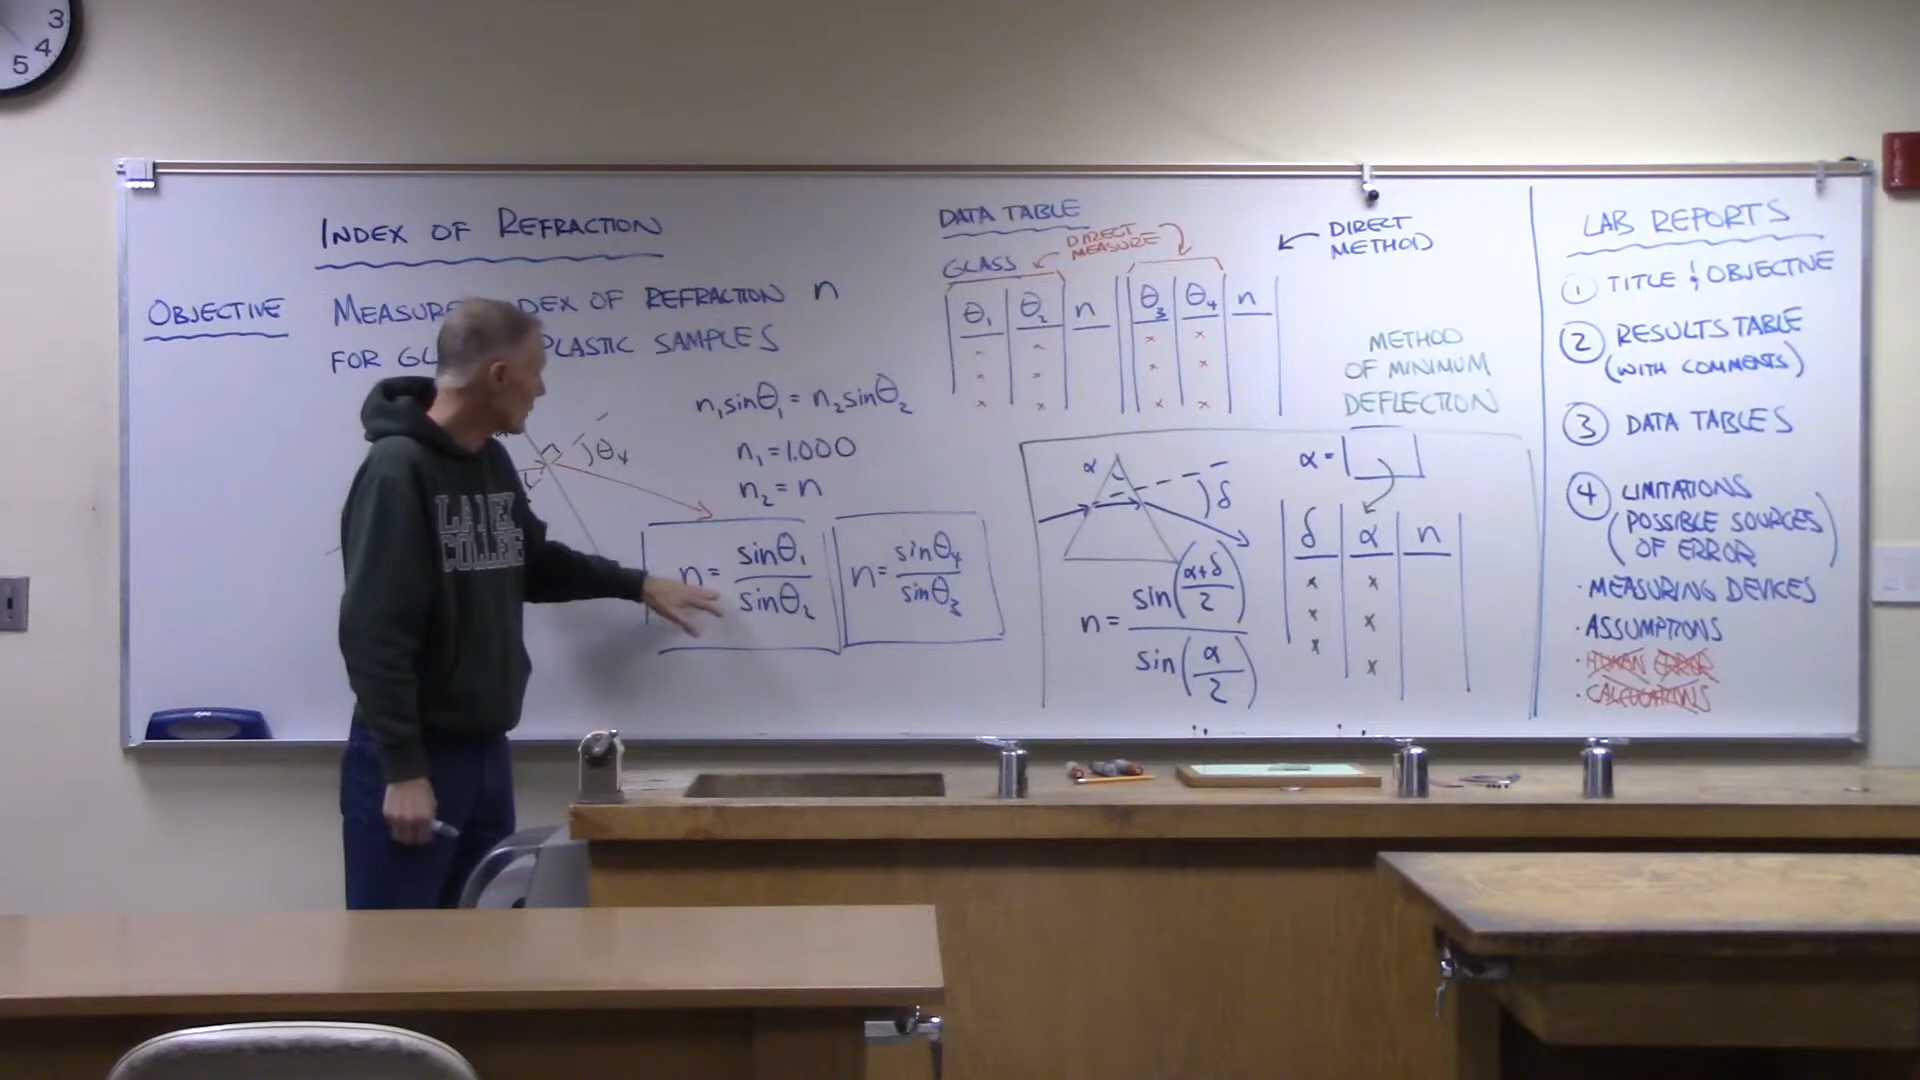 3
4
5
INDEX OF REFRACTION
OBJECTIVE
MEASURE INDEX OF REFRACTION n
FOR GL PLASTIC SAMPLES
n₁sinθ₁ = n₂sinθ₂
n₁ = 1.000
n₂ = n
θ₄
n = sinθ₁ / sinθ₂
n = sinθ₄ / sinθ₃
COLLEGE
DATA TABLE
DIRECT
MEASURE
GLASS
θ₁ θ₂ n θ₃ θ₄ n
x x x
x x x x
x x x x
DIRECT
METHOD
METHOD
OF MINIMUM
DEFLECTION
α
δ
α =
n = sin((α+δ)/2) / sin(α/2)
δ α n
x x
x x
x x
LAB REPORTS
① TITLE & OBJECTIVE
② RESULTS TABLE
(WITH COMMENTS)
③ DATA TABLES
④ LIMITATIONS
(POSSIBLE SOURCES
OF ERROR)
· MEASURING DEVICES
· ASSUMPTIONS
· HUMAN ERROR
· CALCULATIONS